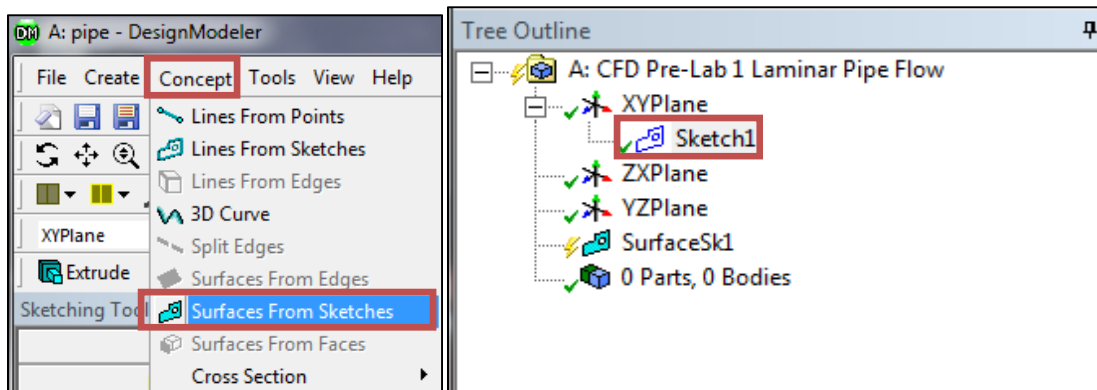 DM A: pipe - DesignModeler
File Create Concept Tools View Help
Lines From Points
Lines From Sketches
Lines From Edges
3D Curve
Split Edges
XYPlane
Surfaces From Edges
Extrude
Surfaces From Sketches
Sketching Tool
Surfaces From Faces
Cross Section
Tree Outline
A: CFD Pre-Lab 1 Laminar Pipe Flow
XYPlane
Sketch1
ZXPlane
YZPlane
SurfaceSk1
0 Parts, 0 Bodies